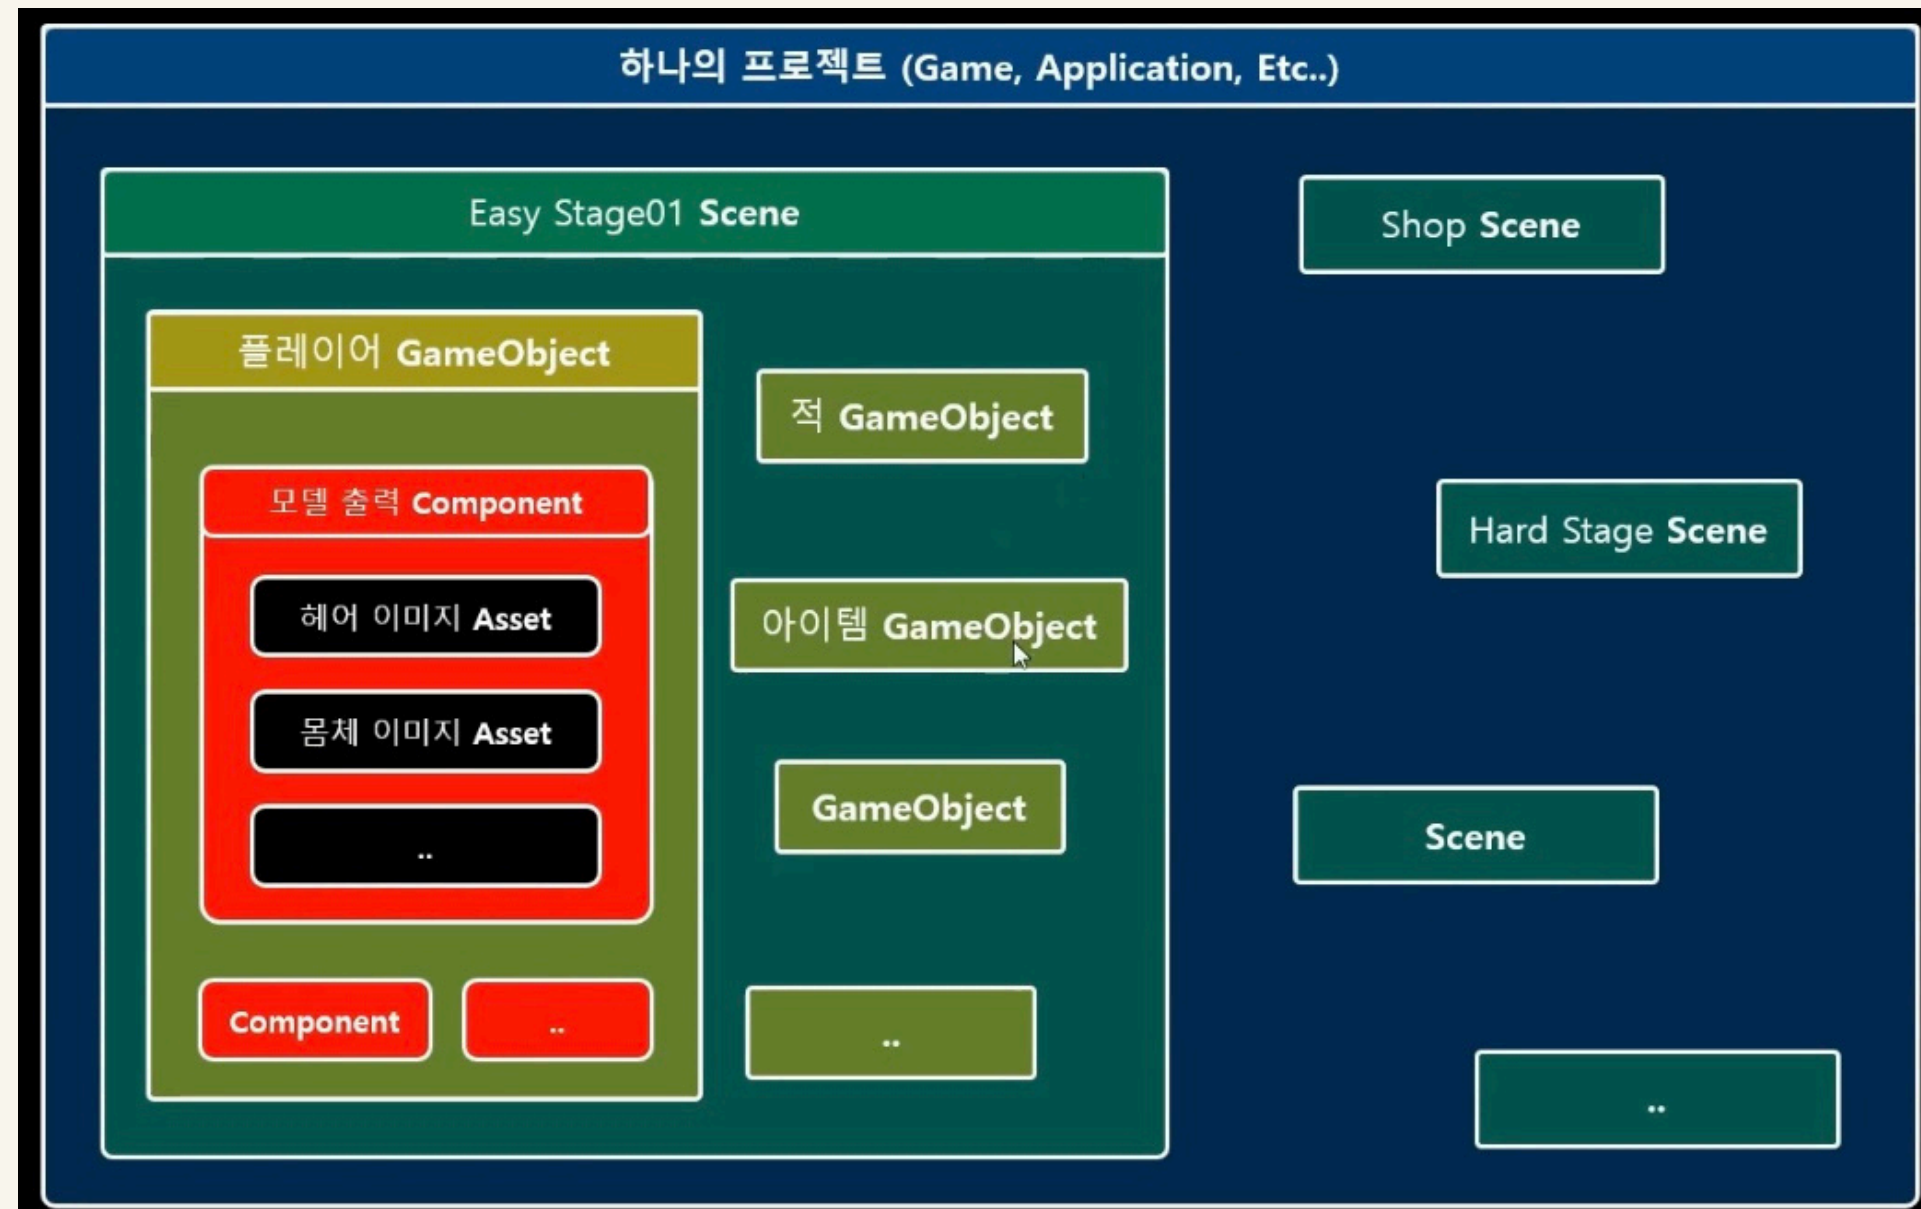 하나의 프로젝트 (Game, Application, Etc..)
Easy Stage01 Scene
플레이어 GameObject
모델 출력 Component
헤어 이미지 Asset
몸체 이미지 Asset
..
Component
..
적 GameObject
아이템 GameObject
GameObject
..
Shop Scene
Hard Stage Scene
Scene
..